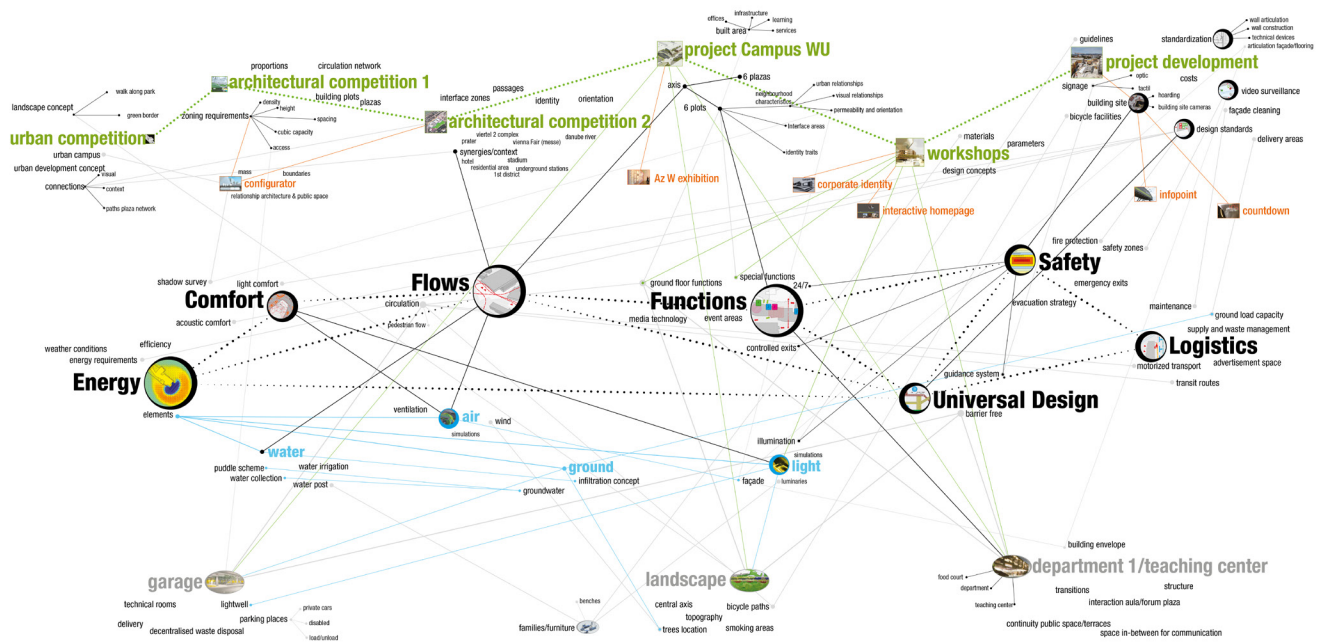 infrastructure
offices
learning
built area
services
project Campus WU
guidelines
standardization
wall articulation
wall construction
technical devices
articulation façade/flooring
project development
proportions
circulation network
architectural competition 1
building plots
plazas
passages
interface zones
identity
orientation
axis
6 plazas
6 plots
urban relationships
neighbourhood
characteristics
visual relationships
permeability and orientation
Interface areas
identity traits
optic
tactil
signage
costs
video surveillance
building site
hoarding
building site cameras
bicycle facilities
façade cleaning
design standards
delivery areas
walk along park
landscape concept
green border
urban competition
zoning requirements
density
height
spacing
cubic capacity
access
architectural competition 2
viertel 2 complex
danube river
prater
vienna Fair (messe)
synergies/context
hotel
stadium
residential area
underground stations
1st district
materials
parameters
workshops
design concepts
urban campus
urban development concept
visual
connections
context
paths plaza network
mass
boundaries
configurator
relationship architecture & public space
Az W exhibition
corporate identity
interactive homepage
infopoint
countdown
fire protection
safety zones
Safety
emergency exits
evacuation strategy
shadow survey
light comfort
Comfort
acoustic comfort
Flows
circulation
pedestrian flow
ground floor functions
special functions
24/7
Functions
media technology
event areas
controlled exits
maintenance
ground load capacity
supply and waste management
Logistics
advertisement space
motorized transport
transit routes
weather conditions
efficiency
energy requirements
Energy
elements
guidance system
Universal Design
barrier free
ventilation
air
simulations
wind
illumination
water
puddle scheme
water irrigation
water collection
water post
ground
infiltration concept
groundwater
simulations
light
façade
luminaries
building envelope
garage
technical rooms
lightwell
delivery
parking places
decentralised waste disposal
private cars
disabled
load/unload
benches
families/furniture
landscape
central axis
bicycle paths
topography
trees location
smoking areas
department 1/teaching center
food court
department
teaching center
transitions
structure
interaction aula/forum plaza
continuity public space/terraces
space in-between for communication